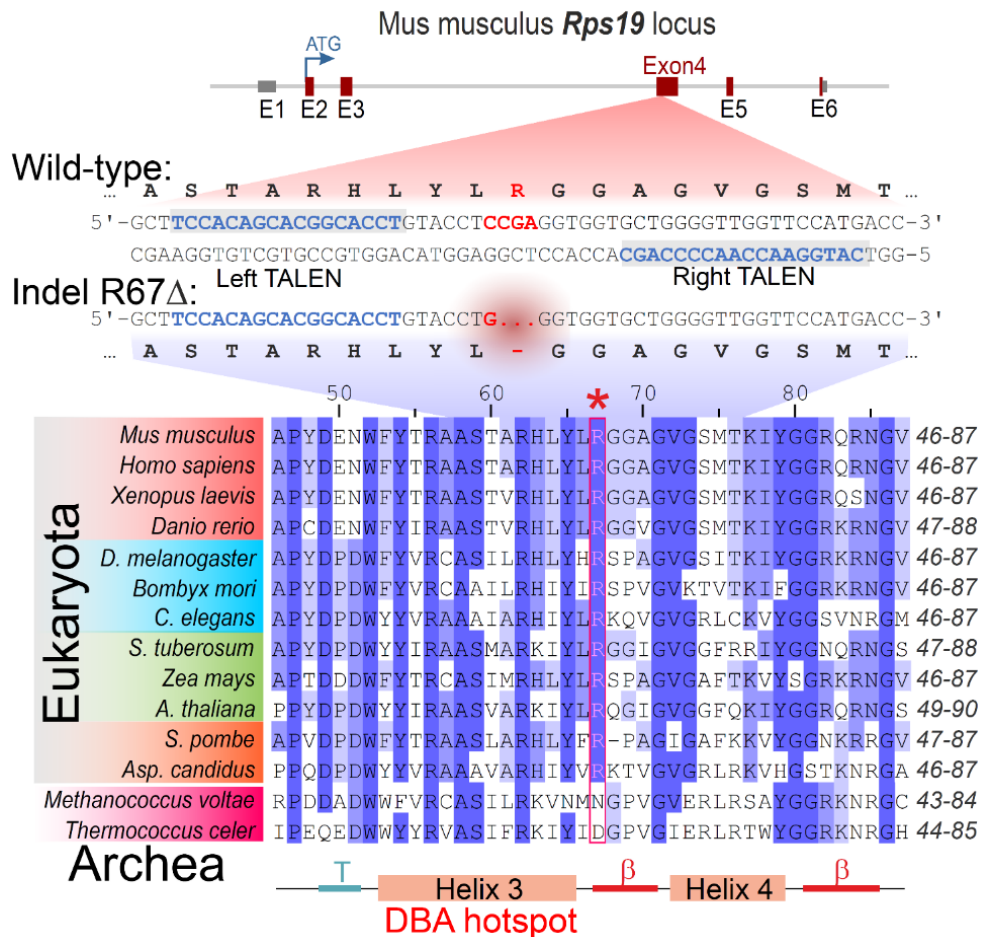 Mus musculus Rps19 locus
ATG
Exon4
E1 E2 E3 E5 E6
Wild-type:
... A S T A R H L Y L R G G A G V G S M T ...
5'-GCTTCCACAGCACGGCACCTGTACCTCCGAGGTGGTGCTGGGGTTGGTTCCATGACC-3'
CGAAGGTGTCGTGCCGTGGACATGGAGGCTCCACCACGACCCCAACCAAGGTACTGG-5
Left TALEN Right TALEN
Indel R67Δ:
5'-GCTTCCACAGCACGGCACCTGTACCTG...GGTGGTGCTGGGGTTGGTTCCATGACC-3'
... A S T A R H L Y L - G G A G V G S M T ...
50 60 70 80
*
Eukaryota
Mus musculus APYDENWFYTRAASTARHLYLRGGAGVGSMTKIYGGRQRNGV 46-87
Homo sapiens APYDENWFYTRAASTARHLYLRGGAGVGSMTKIYGGRQRNGV 46-87
Xenopus laevis APYDENWFYTRAASTVRHLYLRGGAGVGSMTKIYGGRQSNGV 46-87
Danio rerio APCDENWFYIRAASTVRHLYLRGGVGVGSMTKIYGGRKRNGV 47-88
D. melanogaster APYDPDWFYVRCASILRHLYHRSPAGVGSITKIYGGRKRNGV 46-87
Bombyx mori APYDPDWFYVRCAAILRHIYIRSPVGVKTVTKIFGGRKRNGV 46-87
C. elegans APYDPDWYYVRAASIARHLYLRKQVGVGRLCKVYGGSVNRGM 46-87
S. tuberosum APYDPDWYYIRAASMARKIYLRGGIGVGGFRRIYGGNQRNGS 47-88
Zea mays APTDDDWFYTRCASIMRHLYLRSPAGVGAFTKVYSGRKRNGV 46-87
A. thaliana PPYDPDWYYIRAASVARKIYLRQGIGVGGFQKIYGGRQRNGS 49-90
S. pombe APVDPDWFYTRAASLARHIYFR-PAGIGAFKKVYGGNKRRGV 47-87
Asp. candidus PPQDPDWYYVRAAAVARHIYVRKTVGVGRLRKVHGSTKNRGA 46-87
Methanococcus voltae RPDDADWWFVRCASILRKVNMNGPVGVERLRSAYGGRKNRGC 43-84
Thermococcus celer IPEQEDWWYYRVASIFRKIYIDGPVGIERLRTWYGGRKNRGH 44-85
Archea
T Helix 3 β Helix 4 β
DBA hotspot